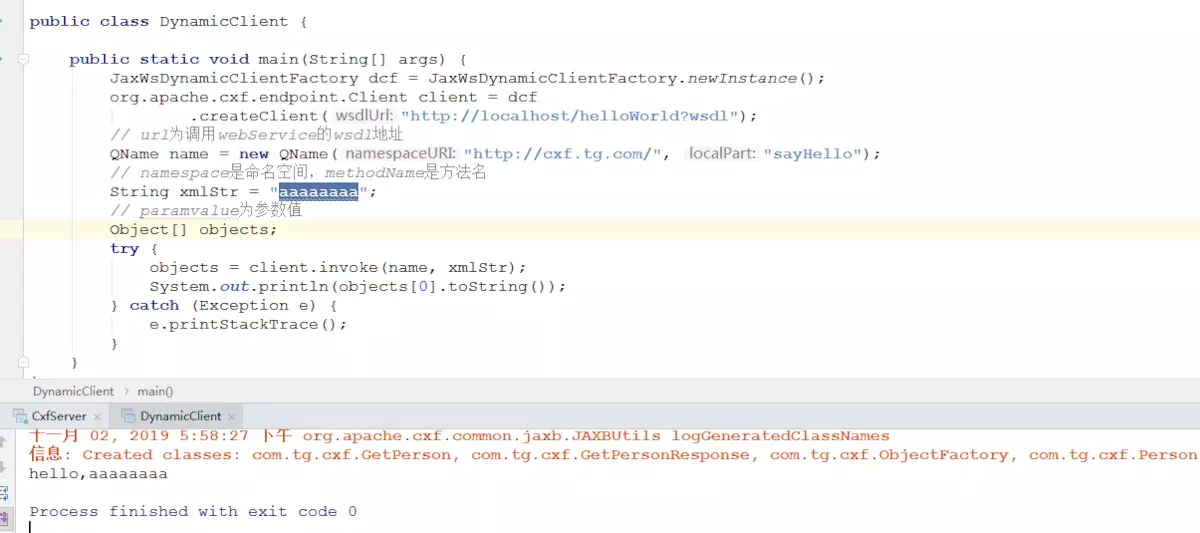 public class DynamicClient {
public static void main(String[] args) {
JaxWsDynamicClientFactory dcf = JaxWsDynamicClientFactory.newInstance();
org.apache.cxf.endpoint.Client client = dcf
.createClient( wsdlUrl: "http://localhost/helloWorld?wsdl");
// url为调用webService的wsdl地址
QName name = new QName( namespaceURI: "http://cxf.tg.com/", localPart: "sayHello");
// namespace是命名空间，methodName是方法名
String xmlStr = "aaaaaaaa";
// paramvalue为参数值
Object[] objects;
try {
objects = client.invoke(name, xmlStr);
System.out.println(objects[0].toString());
} catch (Exception e) {
e.printStackTrace();
}
}
DynamicClient › main()
CxfServer × DynamicClient ×
十一月 02, 2019 5:58:27 下午 org.apache.cxf.common.jaxb.JAXBUtils logGeneratedClassNames
信息: Created classes: com.tg.cxf.GetPerson, com.tg.cxf.GetPersonResponse, com.tg.cxf.ObjectFactory, com.tg.cxf.Person
hello,aaaaaaaa
Process finished with exit code 0